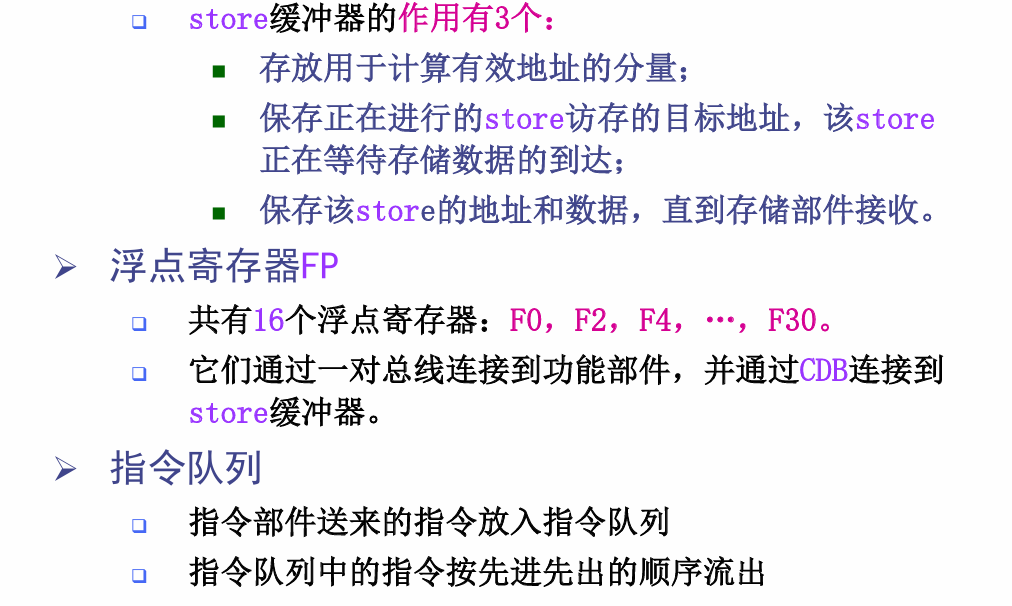 store缓冲器的作用有3个：
存放用于计算有效地址的分量；
保存正在进行的store访存的目标地址，该store
正在等待存储数据的到达；
保存该store的地址和数据，直到存储部件接收。
浮点寄存器FP
共有16个浮点寄存器：F0，F2，F4，…，F30。
它们通过一对总线连接到功能部件，并通过CDB连接到
store缓冲器。
指令队列
指令部件送来的指令放入指令队列
指令队列中的指令按先进先出的顺序流出